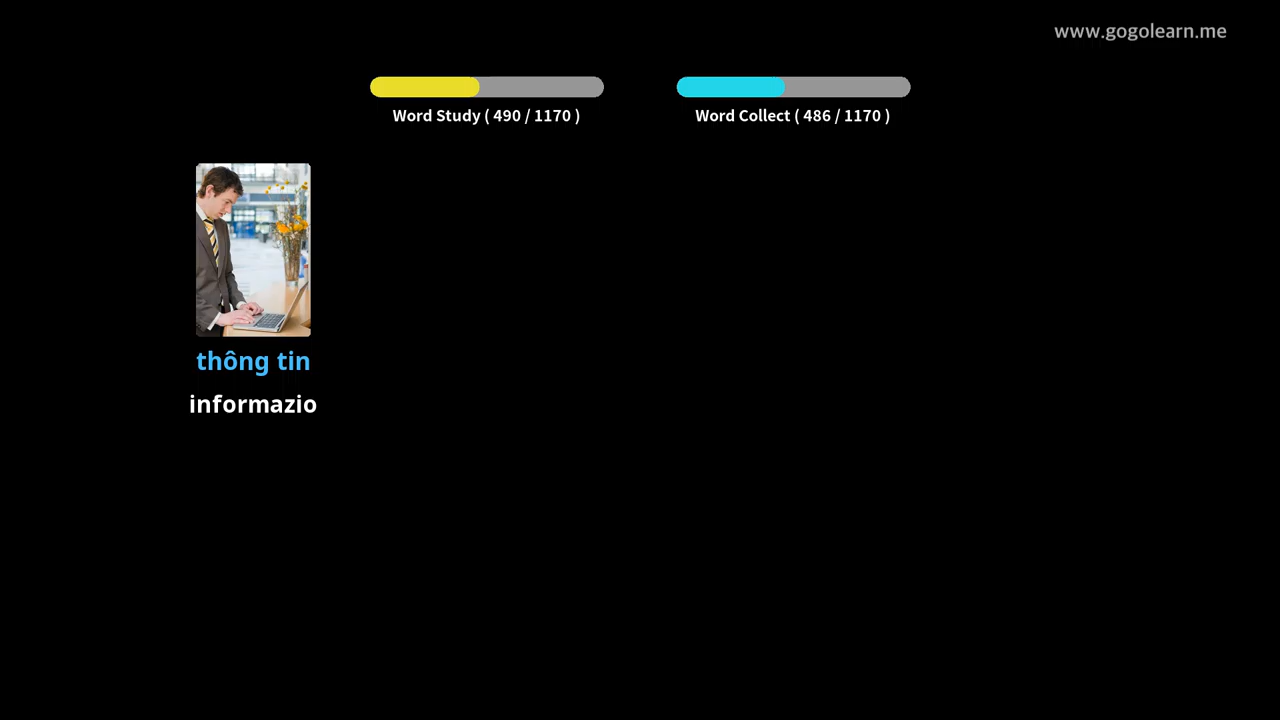 www.gogolearn.me
Word Study ( 490 / 1170 )
Word Collect ( 486 / 1170 )
thông tin
informazio